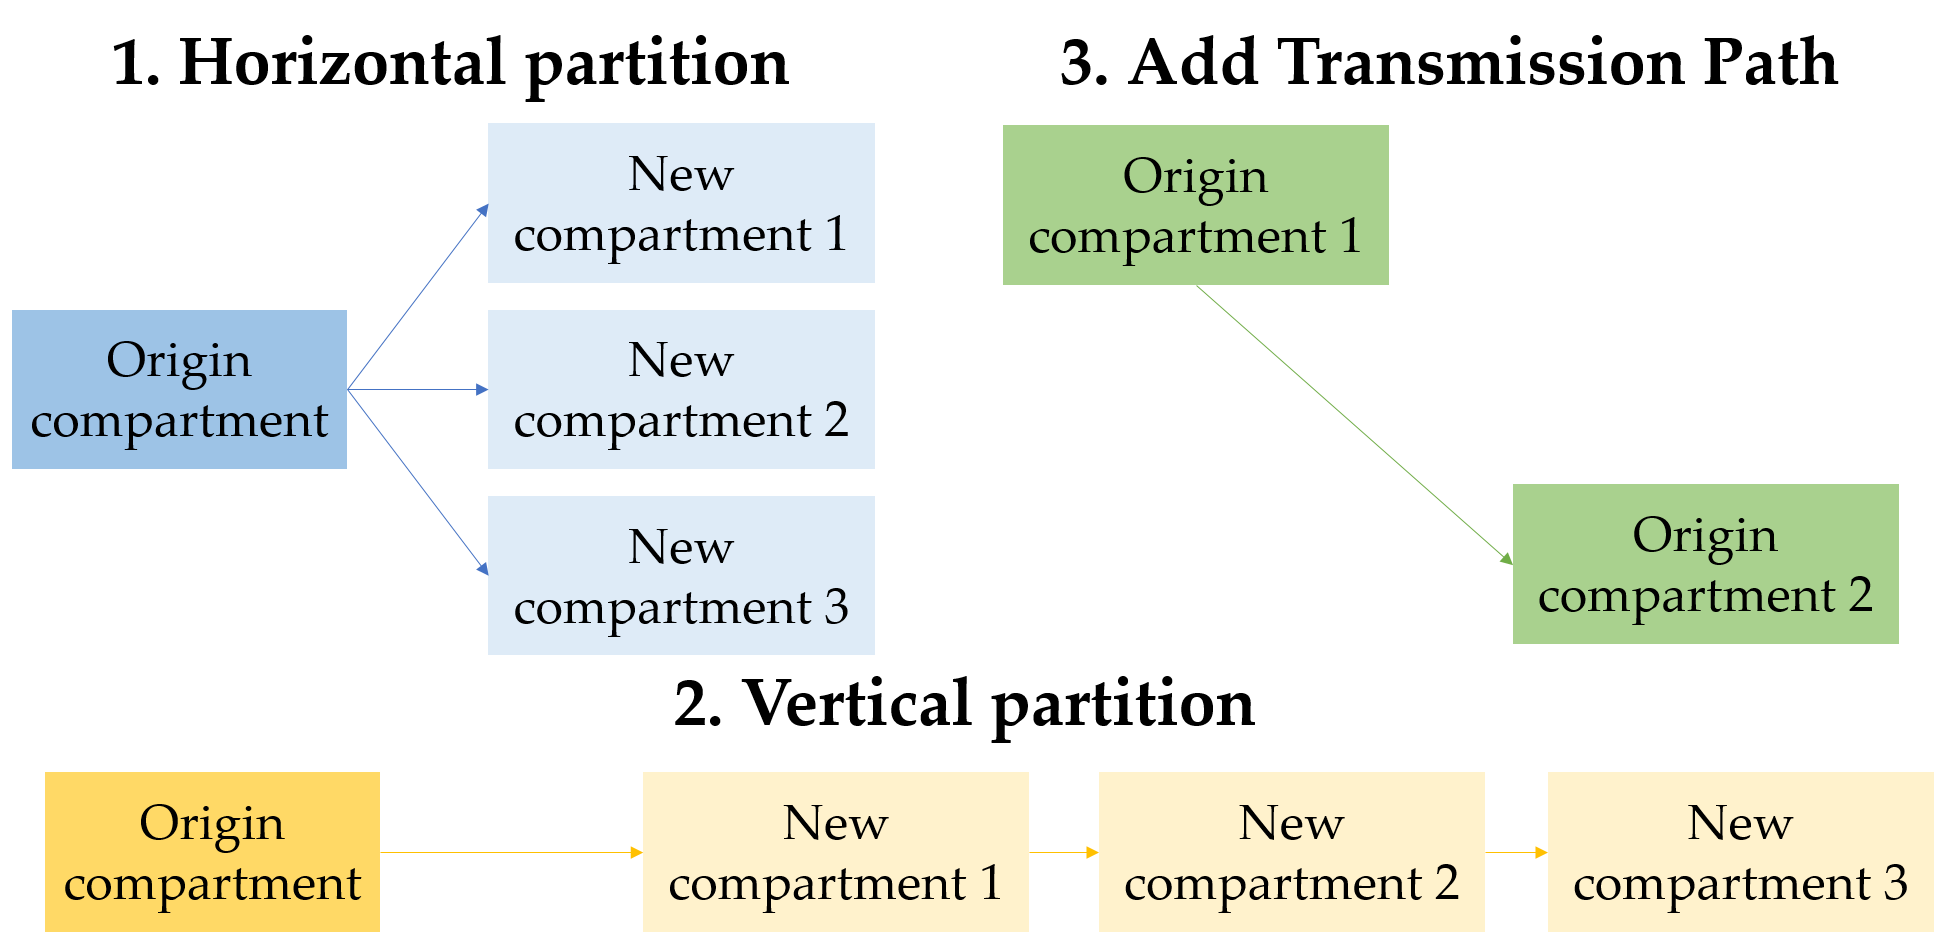 1. Horizontal partition
New
compartment 1
Origin
compartment
New
compartment 2
New
compartment 3
3. Add Transmission Path
Origin
compartment 1
Origin
compartment 2
2. Vertical partition
Origin
compartment
New
compartment 1
New
compartment 2
New
compartment 3